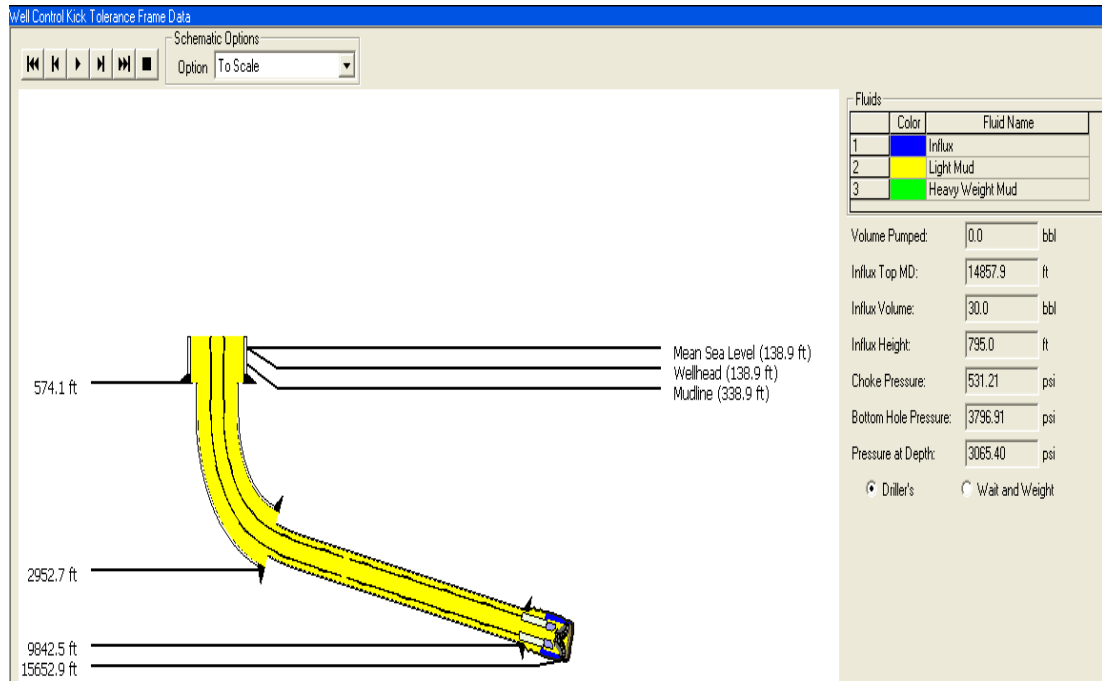 Well Control Kick Tolerance Frame Data
Schematic Options
Option To Scale
Fluids
Color Fluid Name
1 Influx
2 Light Mud
3 Heavy Weight Mud
Volume Pumped: 0.0 bbl
Influx Top MD: 14857.9 ft
Influx Volume: 30.0 bbl
Influx Height: 795.0 ft
Choke Pressure: 531.21 psi
Bottom Hole Pressure: 3796.91 psi
Pressure at Depth: 3065.40 psi
Driller's Wait and Weight
Mean Sea Level (138.9 ft)
Wellhead (138.9 ft)
Mudline (338.9 ft)
574.1 ft
2952.7 ft
9842.5 ft
15652.9 ft